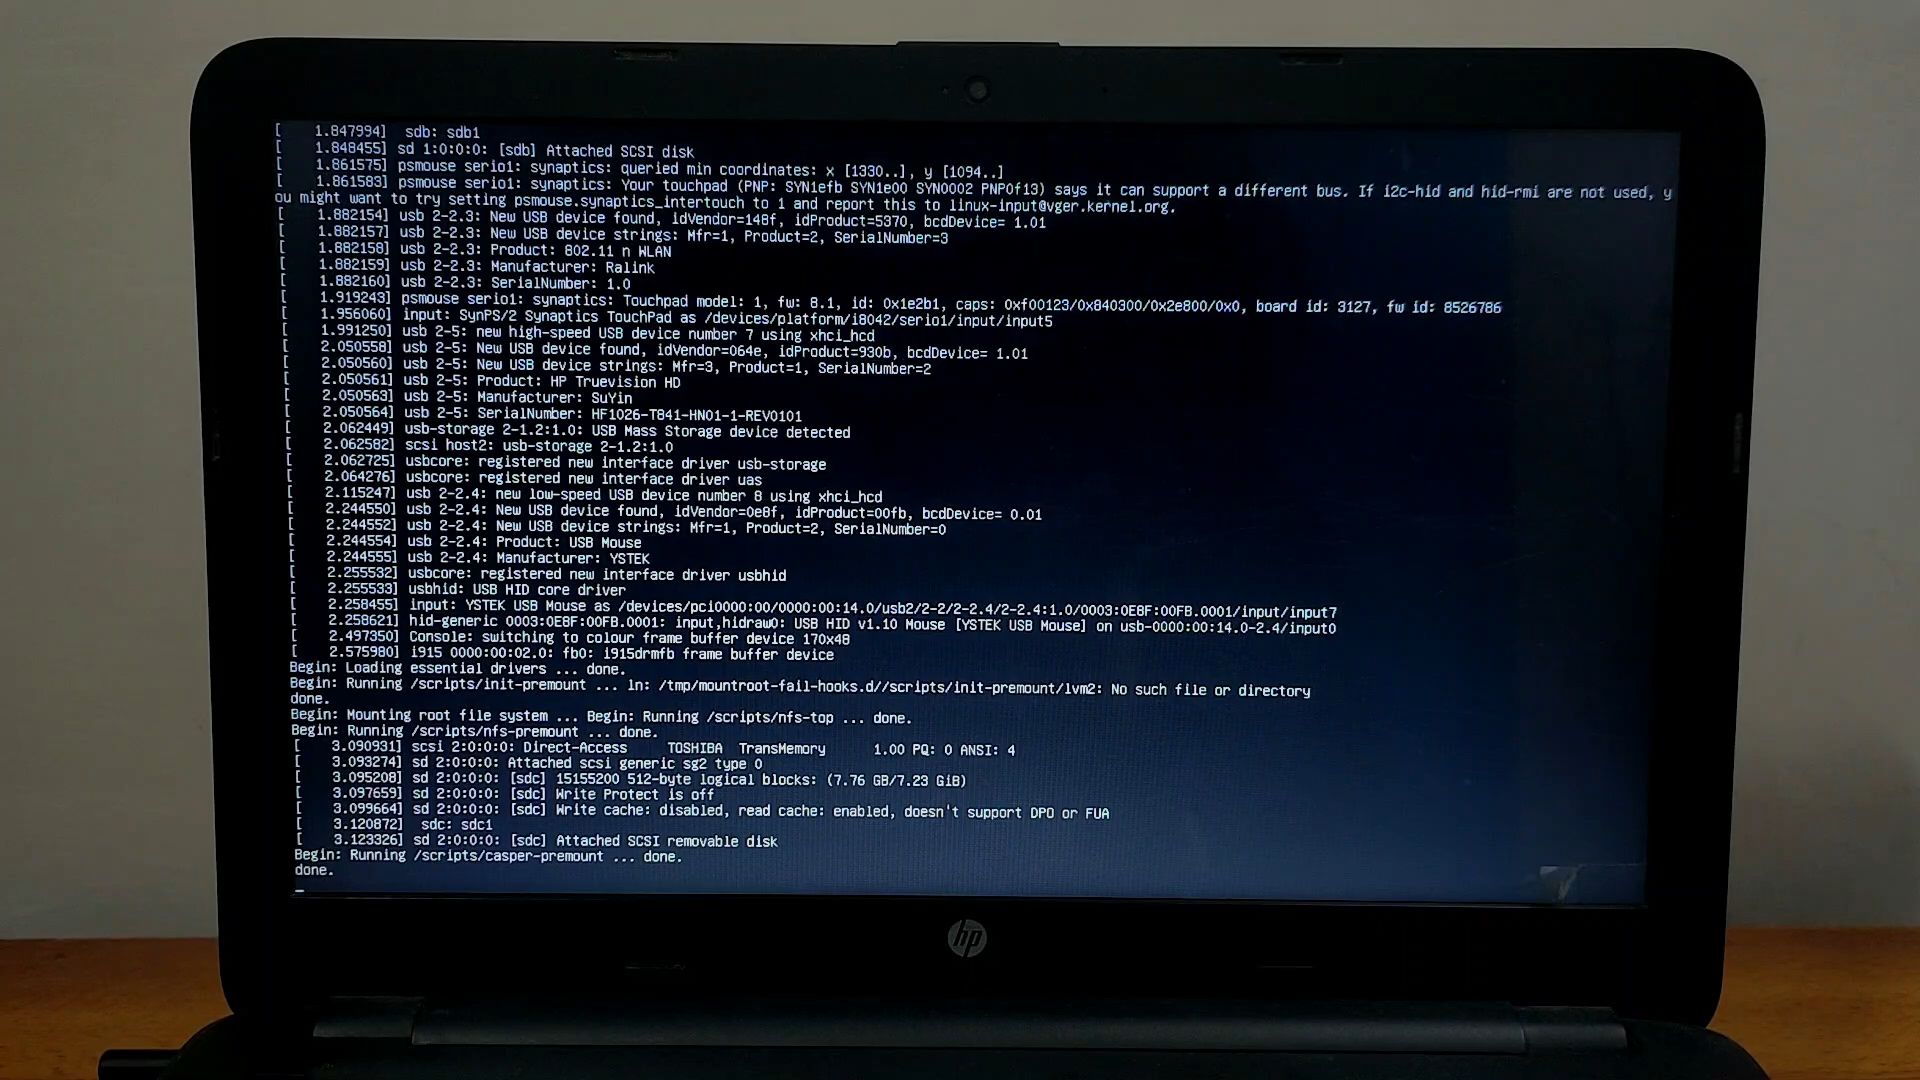 [    1.847994]  sdb: sdb1
[    1.848455] sd 1:0:0:0: [sdb] Attached SCSI disk
[    1.861575] psmouse serio1: synaptics: queried min coordinates: x [1330..], y [1094..]
[    1.861583] psmouse serio1: synaptics: Your touchpad (PNP: SYN1efb SYN1e00 SYN0002 PNP0f13) says it can support a different bus. If i2c-hid and hid-rmi are not used, y
ou might want to try setting psmouse.synaptics_intertouch to 1 and report this to linux-input@vger.kernel.org.
[    1.882154] usb 2-2.3: New USB device found, idVendor=148f, idProduct=5370, bcdDevice= 1.01
[    1.882157] usb 2-2.3: New USB device strings: Mfr=1, Product=2, SerialNumber=3
[    1.882158] usb 2-2.3: Product: 802.11 n WLAN
[    1.882159] usb 2-2.3: Manufacturer: Ralink
[    1.882160] usb 2-2.3: SerialNumber: 1.0
[    1.919243] psmouse serio1: synaptics: Touchpad model: 1, fw: 8.1, id: 0x1e2b1, caps: 0xf00123/0x840300/0x2e800/0x0, board id: 3127, fw id: 8526786
[    1.956060] input: SynPS/2 Synaptics TouchPad as /devices/platform/i8042/serio1/input/input5
[    1.991250] usb 2-5: new high-speed USB device number 7 using xhci_hcd
[    2.050558] usb 2-5: New USB device found, idVendor=064e, idProduct=930b, bcdDevice= 1.01
[    2.050560] usb 2-5: New USB device strings: Mfr=3, Product=1, SerialNumber=2
[    2.050561] usb 2-5: Product: HP Truevision HD
[    2.050563] usb 2-5: Manufacturer: SuYin
[    2.050564] usb 2-5: SerialNumber: HF1026-T841-HN01-1-REV0101
[    2.062449] usb-storage 2-1.2:1.0: USB Mass Storage device detected
[    2.062582] scsi host2: usb-storage 2-1.2:1.0
[    2.062725] usbcore: registered new interface driver usb-storage
[    2.064276] usbcore: registered new interface driver uas
[    2.115247] usb 2-2.4: new low-speed USB device number 8 using xhci_hcd
[    2.244550] usb 2-2.4: New USB device found, idVendor=0e8f, idProduct=00fb, bcdDevice= 0.01
[    2.244552] usb 2-2.4: New USB device strings: Mfr=1, Product=2, SerialNumber=0
[    2.244554] usb 2-2.4: Product: USB Mouse
[    2.244555] usb 2-2.4: Manufacturer: YSTEK
[    2.255532] usbcore: registered new interface driver usbhid
[    2.255533] usbhid: USB HID core driver
[    2.258455] input: YSTEK USB Mouse as /devices/pci0000:00/0000:00:14.0/usb2/2-2/2-2.4/2-2.4:1.0/0003:0E8F:00FB.0001/input/input7
[    2.258621] hid-generic 0003:0E8F:00FB.0001: input,hidraw0: USB HID v1.10 Mouse [YSTEK USB Mouse] on usb-0000:00:14.0-2.4/input0
[    2.497350] Console: switching to colour frame buffer device 170x48
[    2.575980] i915 0000:00:02.0: fb0: i915drmfb frame buffer device
Begin: Loading essential drivers ... done.
Begin: Running /scripts/init-premount ... ln: /tmp/mountroot-fail-hooks.d//scripts/init-premount/lvm2: No such file or directory
done.
Begin: Mounting root file system ... Begin: Running /scripts/nfs-top ... done.
Begin: Running /scripts/nfs-premount ... done.
[    3.090931] scsi 2:0:0:0: Direct-Access     TOSHIBA  TransMemory      1.00 PQ: 0 ANSI: 4
[    3.093274] sd 2:0:0:0: Attached scsi generic sg2 type 0
[    3.095208] sd 2:0:0:0: [sdc] 15155200 512-byte logical blocks: (7.76 GB/7.23 GiB)
[    3.097659] sd 2:0:0:0: [sdc] Write Protect is off
[    3.099664] sd 2:0:0:0: [sdc] Write cache: disabled, read cache: enabled, doesn't support DPO or FUA
[    3.120872]  sdc: sdc1
[    3.123326] sd 2:0:0:0: [sdc] Attached SCSI removable disk
Begin: Running /scripts/casper-premount ... done.
done.
hp